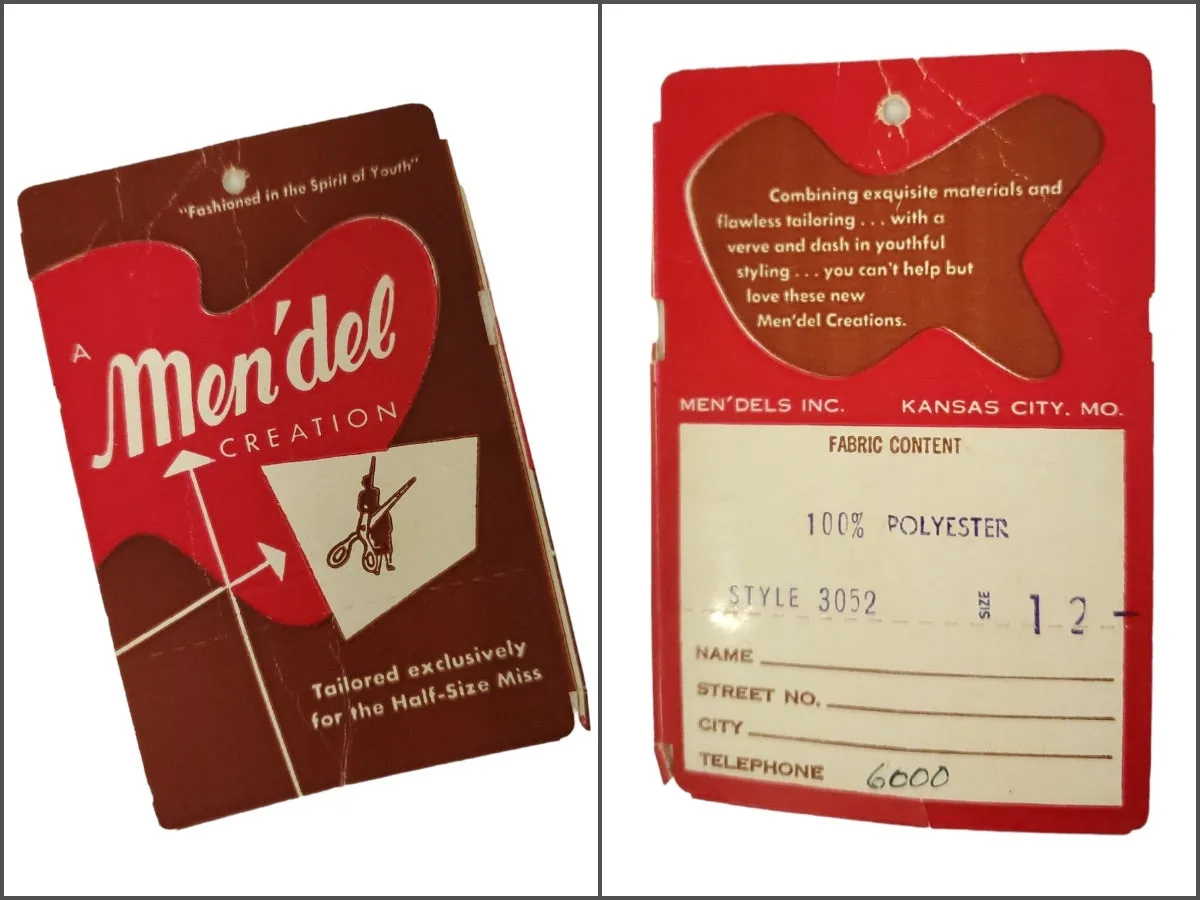 "Fashioned in the Spirit of Youth"
A
Men'del
CREATION
Tailored exclusively
for the Half-Size Miss
Combining exquisite materials and
flawless tailoring . . . with a
verve and dash in youthful
styling . . . you can't help but
love these new
Men'del Creations.
MEN'DELS INC. KANSAS CITY, MO.
FABRIC CONTENT
100% POLYESTER
STYLE 3052 SIZE 12-
NAME
STREET NO.
CITY
TELEPHONE 6000